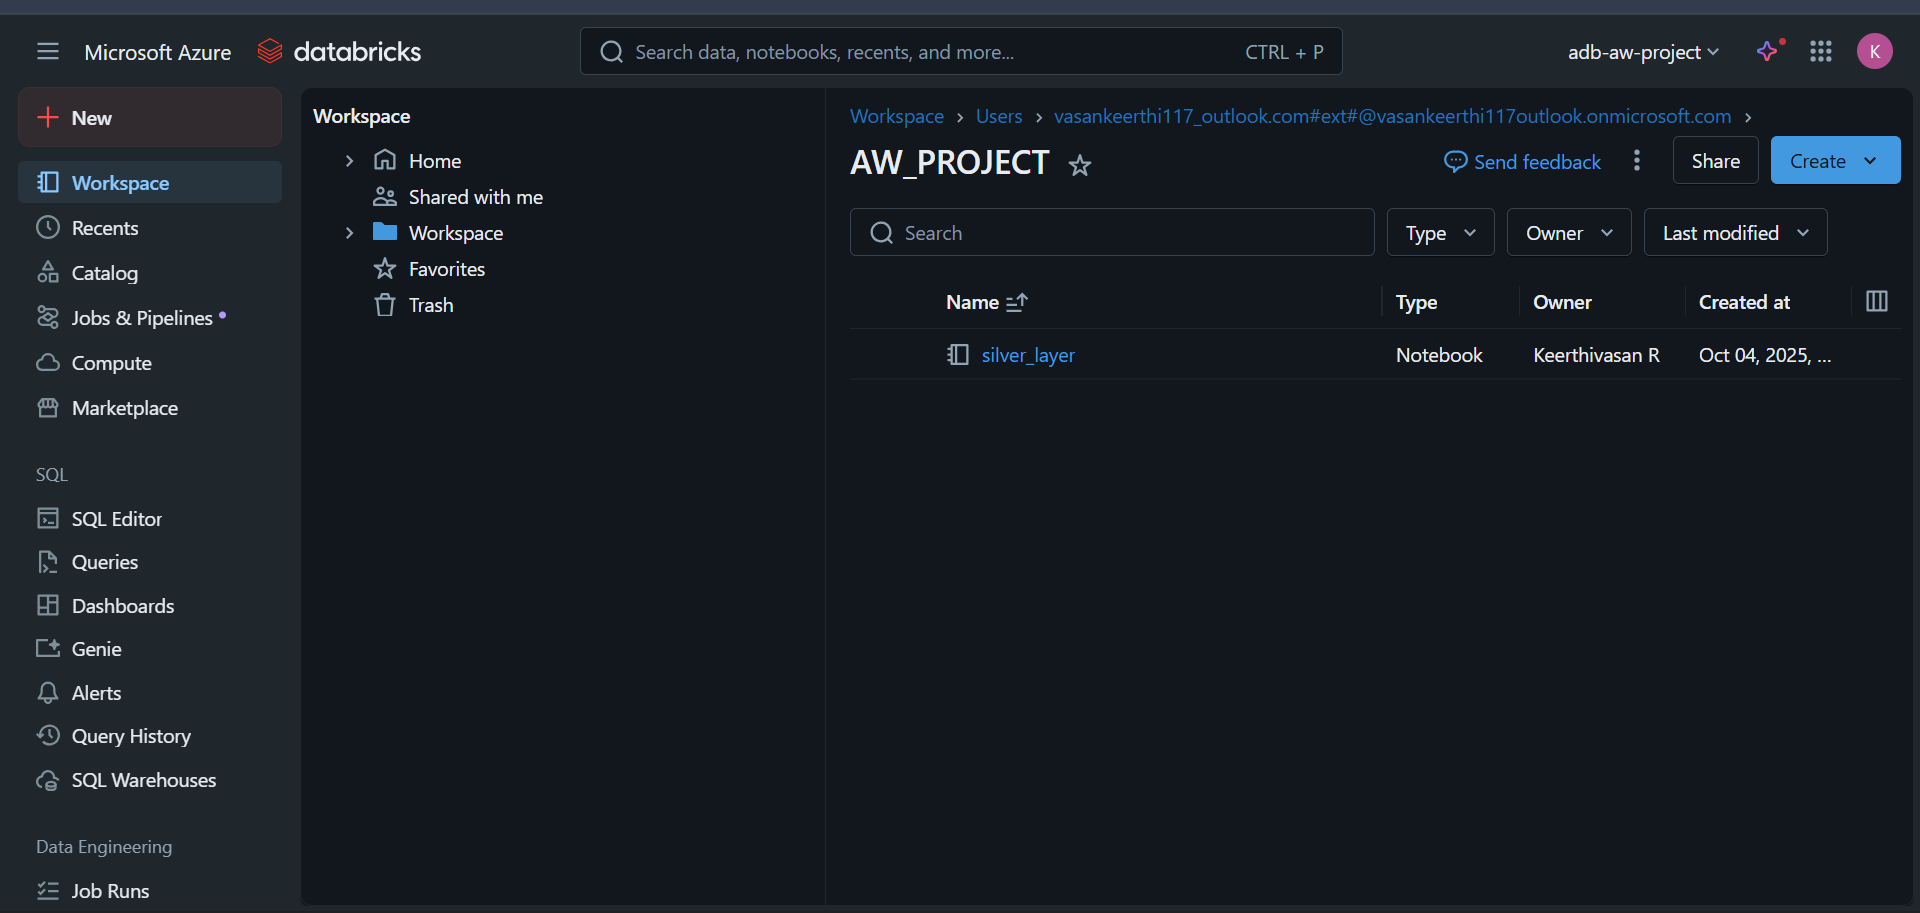 Microsoft Azure databricks
Search data, notebooks, recents, and more... CTRL + P
adb-aw-project
K
New
Workspace
Recents
Catalog
Jobs & Pipelines
Compute
Marketplace
SQL
SQL Editor
Queries
Dashboards
Genie
Alerts
Query History
SQL Warehouses
Data Engineering
Job Runs
Workspace
Home
Shared with me
Workspace
Favorites
Trash
Workspace > Users > vasankeerthi117_outlook.com#ext#@vasankeerthi117outlook.onmicrosoft.com >
AW_PROJECT
Send feedback
Share
Create
Search
Type
Owner
Last modified
Name Type Owner Created at
silver_layer Notebook Keerthivasan R Oct 04, 2025, ...